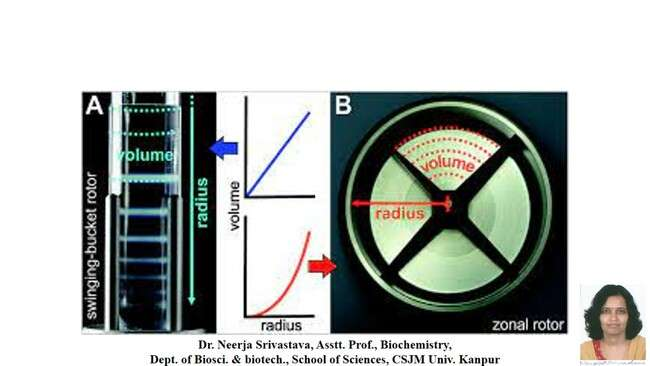 A
volume
swinging-bucket rotor
radius
volume
radius
B
volume
radius
zonal rotor
Dr. Neerja Srivastava, Asstt. Prof., Biochemistry,
Dept. of Biosci. & biotech., School of Sciences, CSJM Univ. Kanpur